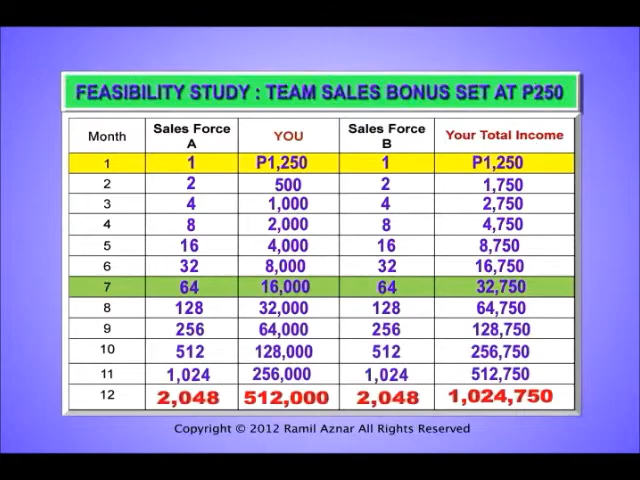 FEASIBILITY STUDY : TEAM SALES BONUS SET AT P250
Month Sales Force A YOU Sales Force B Your Total Income
1 1 P1,250 1 P1,250
2 2 500 2 1,750
3 4 1,000 4 2,750
4 8 2,000 8 4,750
5 16 4,000 16 8,750
6 32 8,000 32 16,750
7 64 16,000 64 32,750
8 128 32,000 128 64,750
9 256 64,000 256 128,750
10 512 128,000 512 256,750
11 1,024 256,000 1,024 512,750
12 2,048 512,000 2,048 1,024,750
Copyright © 2012 Ramil Aznar All Rights Reserved